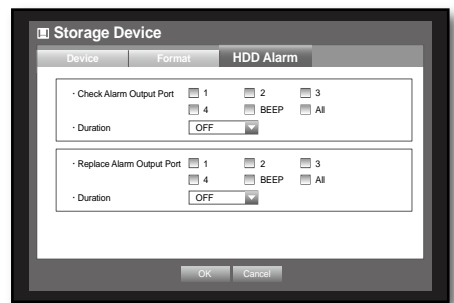 Storage Device
Device Format HDD Alarm
· Check Alarm Output Port 1 2 3
4 BEEP All
· Duration OFF
· Replace Alarm Output Port 1 2 3
4 BEEP All
· Duration OFF
OK Cancel